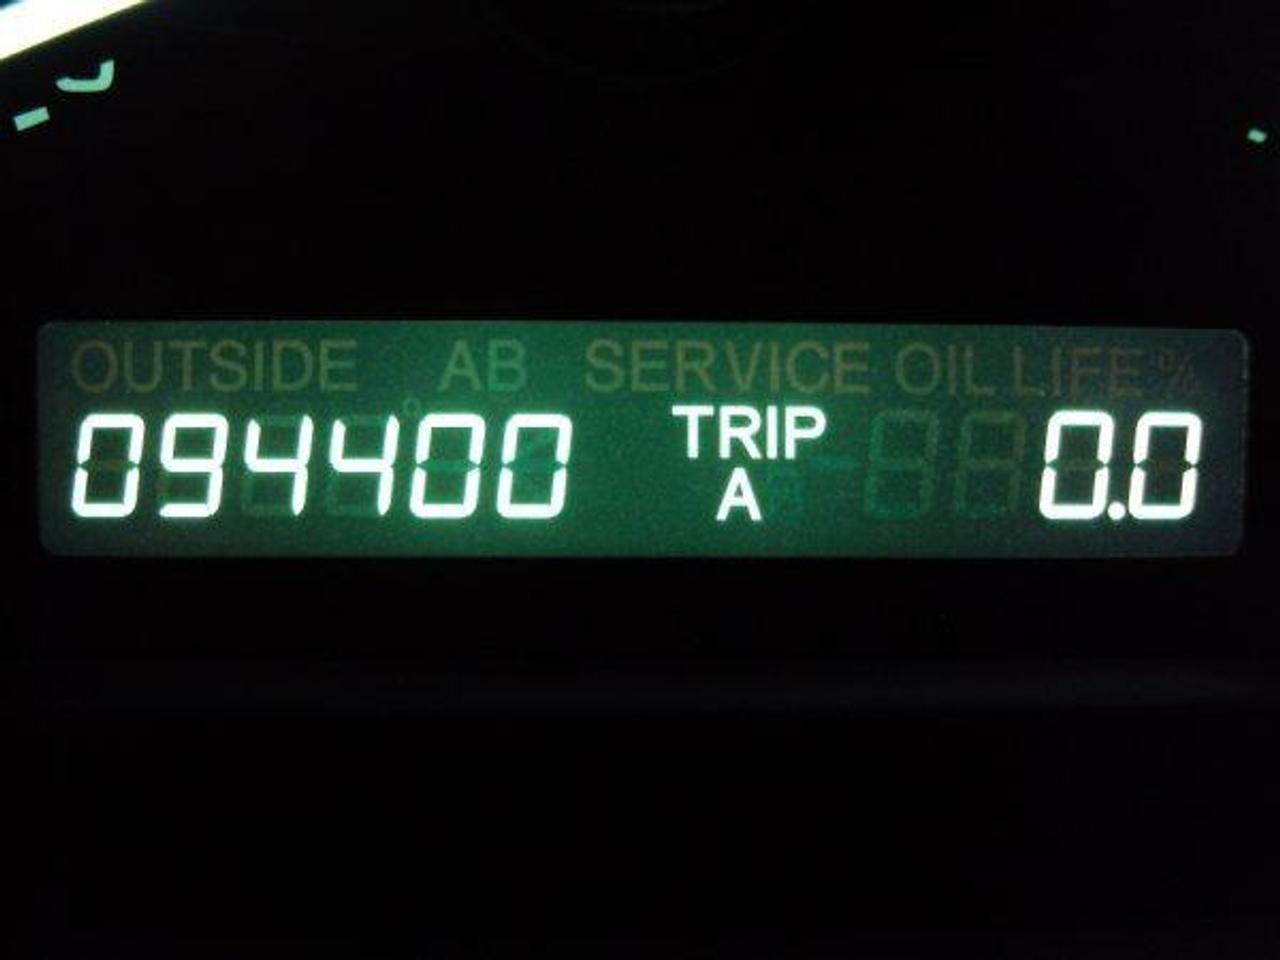 OUTSIDE AB SERVICE OIL LIFE %
094400 TRIP 0.0
A